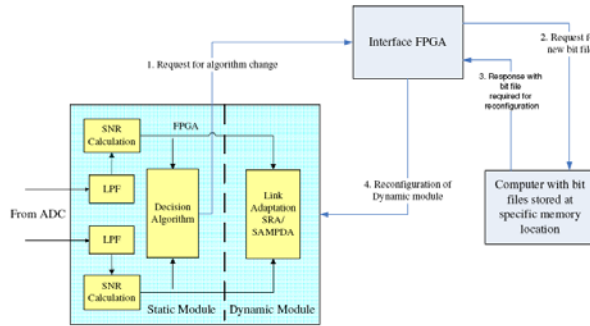 Interface FPGA
2. Request f
new bit file
1. Request for algorithm change
3. Response with
bit file
required for
reconfiguration
SNR
Calculation
FPGA
LPF
Decision
Algorithm
Link
Adaptation
SRA/
SAMPDA
4. Reconfiguration of
Dynamic module
Computer with bit
files stored at
specific memory
location
From ADC
LPF
SNR
Calculation
Static Module
Dynamic Module